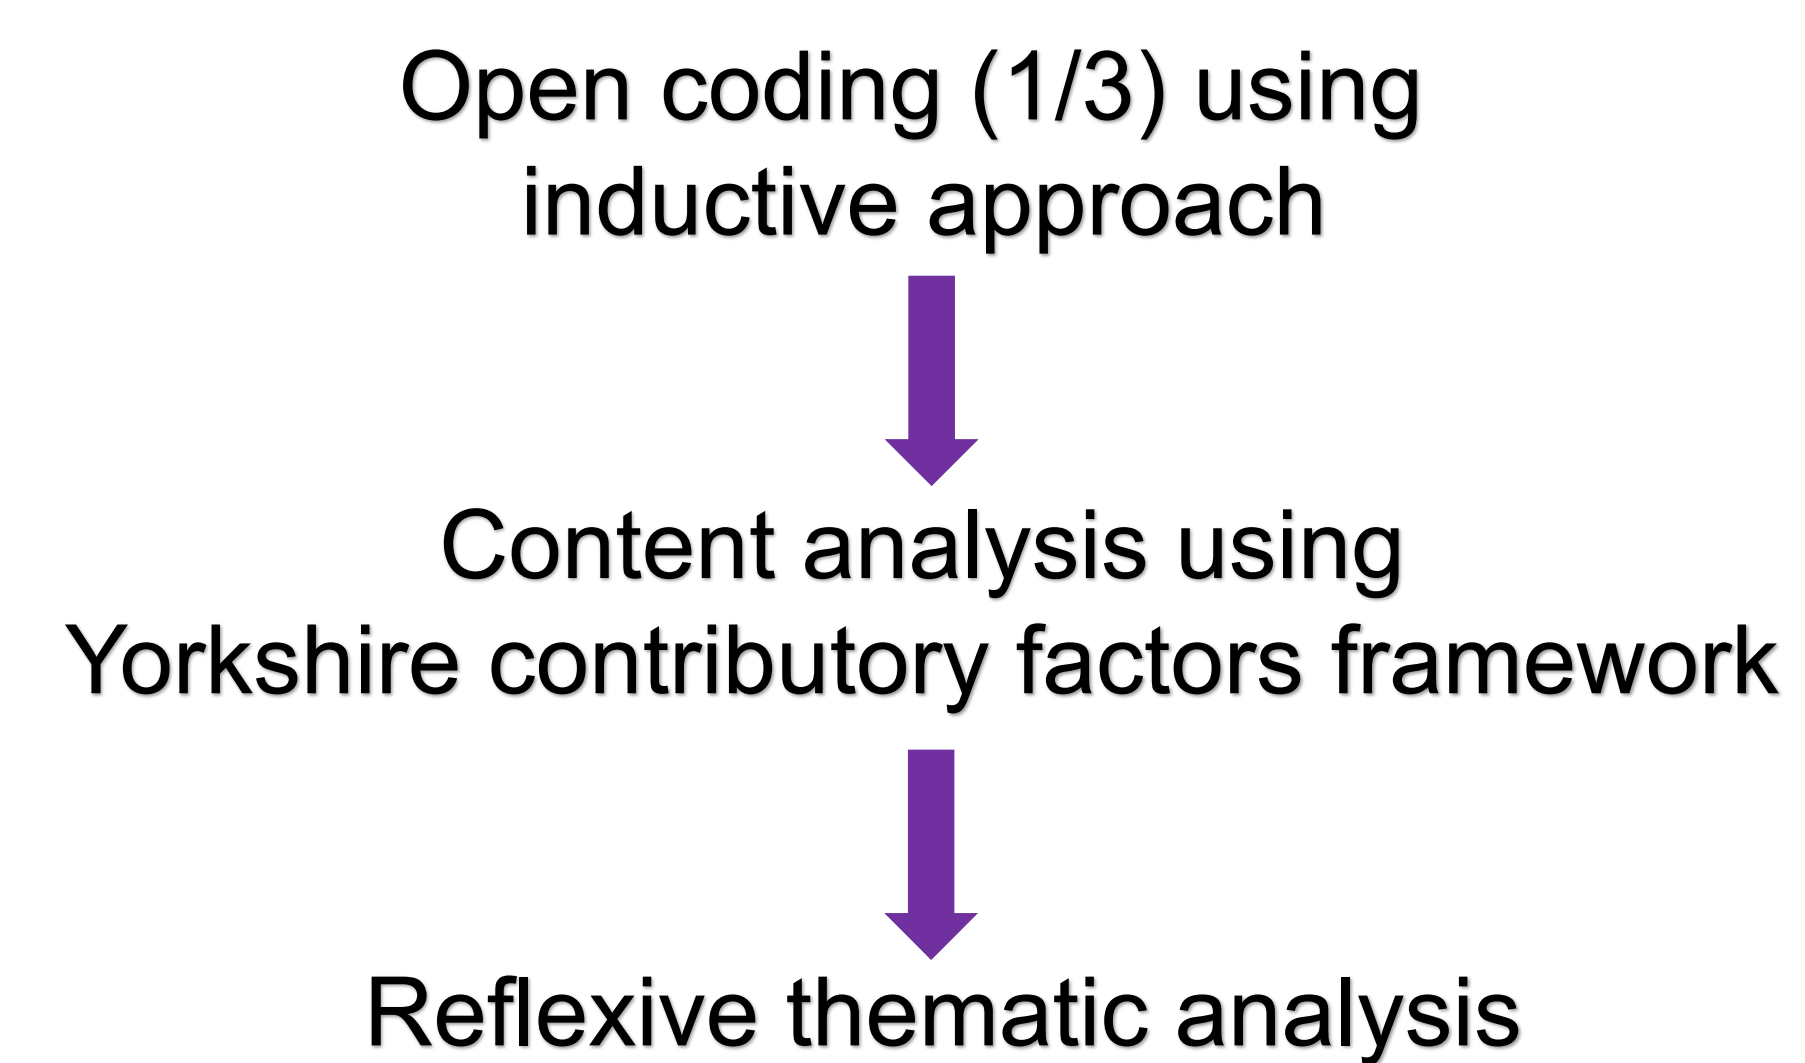 Open coding (1/3) using
inductive approach
Content analysis using
Yorkshire contributory factors framework
Reflexive thematic analysis